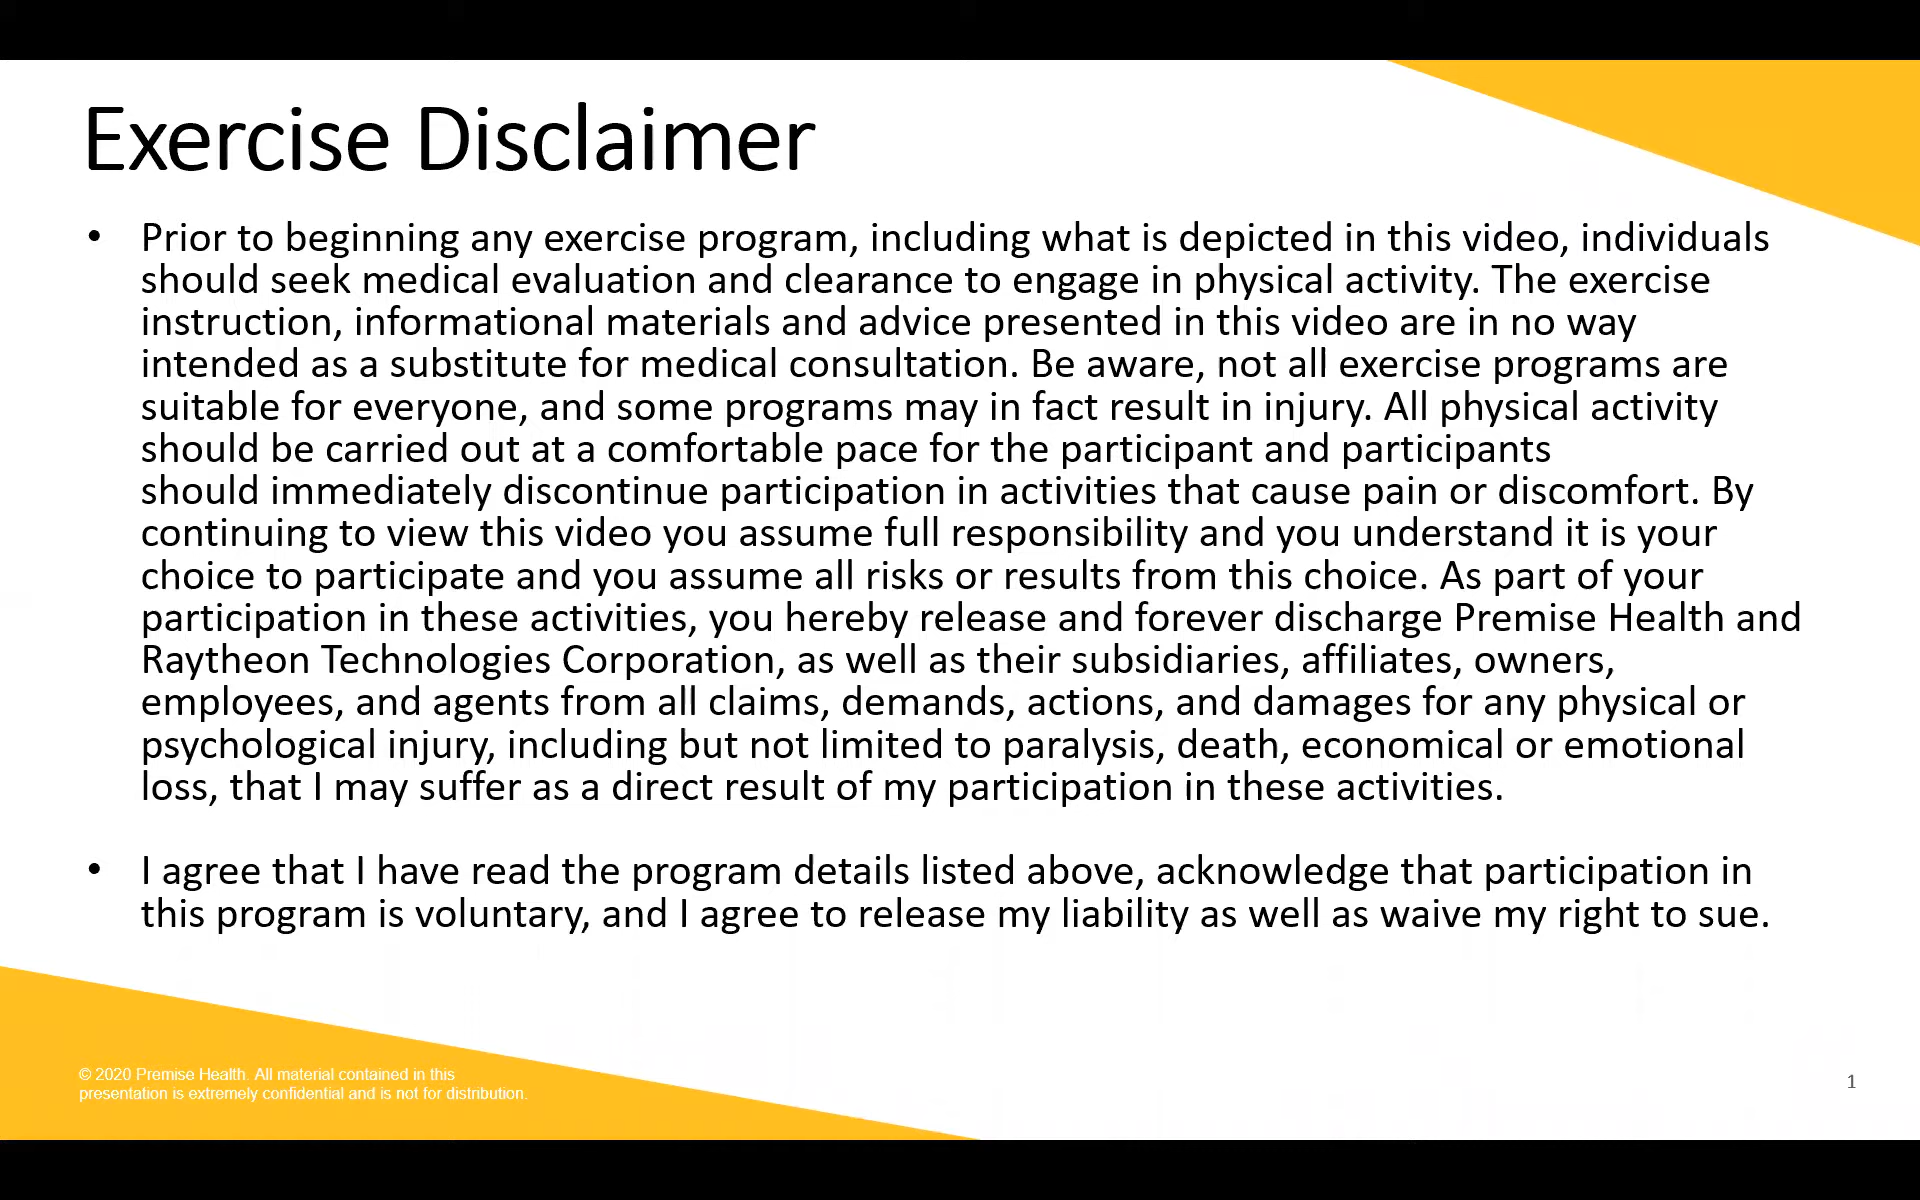 Exercise Disclaimer
• Prior to beginning any exercise program, including what is depicted in this video, individuals
should seek medical evaluation and clearance to engage in physical activity. The exercise
instruction, informational materials and advice presented in this video are in no way
intended as a substitute for medical consultation. Be aware, not all exercise programs are
suitable for everyone, and some programs may in fact result in injury. All physical activity
should be carried out at a comfortable pace for the participant and participants
should immediately discontinue participation in activities that cause pain or discomfort. By
continuing to view this video you assume full responsibility and you understand it is your
choice to participate and you assume all risks or results from this choice. As part of your
participation in these activities, you hereby release and forever discharge Premise Health and
Raytheon Technologies Corporation, as well as their subsidiaries, affiliates, owners,
employees, and agents from all claims, demands, actions, and damages for any physical or
psychological injury, including but not limited to paralysis, death, economical or emotional
loss, that I may suffer as a direct result of my participation in these activities.
• I agree that I have read the program details listed above, acknowledge that participation in
this program is voluntary, and I agree to release my liability as well as waive my right to sue.
© 2020 Premise Health. All material contained in this
presentation is extremely confidential and is not for distribution.
1